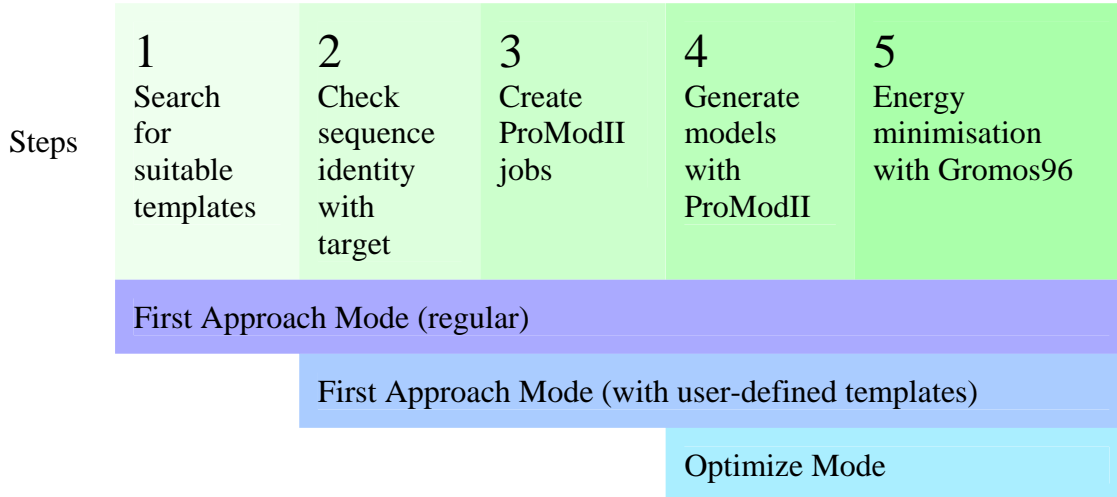 Steps
1
Search
for
suitable
templates
2
Check
sequence
identity
with
target
3
Create
ProModII
jobs
4
Generate
models
with
ProModII
5
Energy
minimisation
with Gromos96
First Approach Mode (regular)
First Approach Mode (with user-defined templates)
Optimize Mode